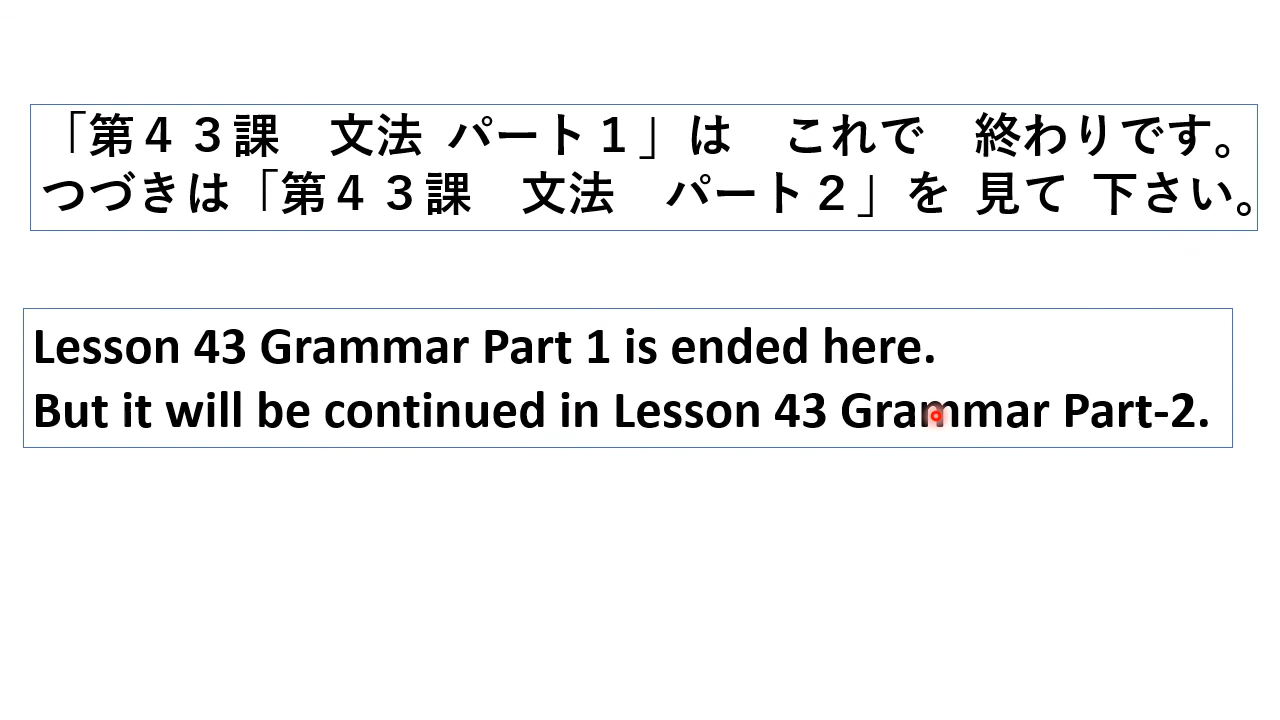 「第４３課　文法 パート１」は　これで　終わりです。
つづきは「第４３課　文法　パート２」を 見て 下さい。
Lesson 43 Grammar Part 1 is ended here.
But it will be continued in Lesson 43 Grammar Part-2.